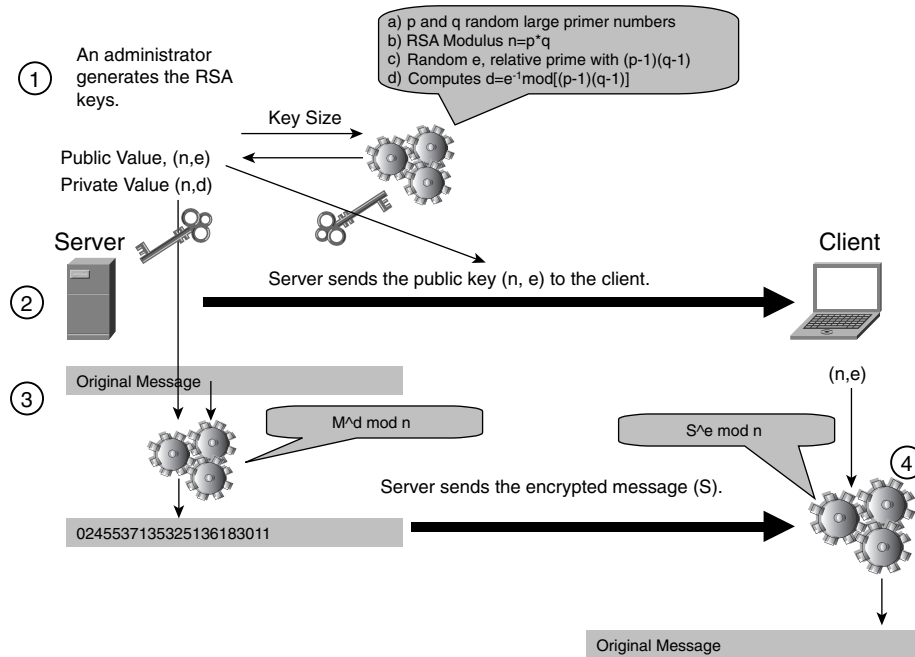 a) p and q random large primer numbers
b) RSA Modulus n=p*q
c) Random e, relative prime with (p-1)(q-1)
d) Computes d=e⁻¹mod[(p-1)(q-1)]
1
An administrator
generates the RSA
keys.
Key Size
Public Value, (n,e)
Private Value (n,d)
Server
Client
2
Server sends the public key (n, e) to the client.
3
Original Message
(n,e)
M^d mod n
S^e mod n
4
Server sends the encrypted message (S).
0245537135325136183011
Original Message